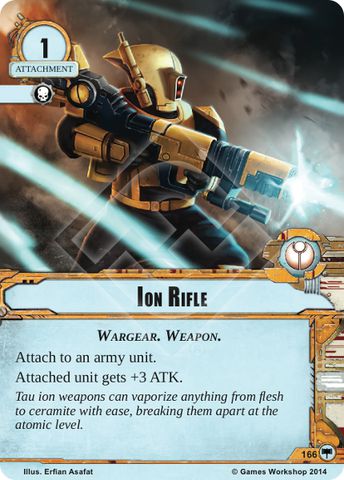 1
ATTACHMENT
ION RIFLE
WARGEAR. WEAPON.
Attach to an army unit.
Attached unit gets +3 ATK.
Tau ion weapons can vaporize anything from flesh
to ceramite with ease, breaking them apart at the
atomic level.
166
Illus. Erfian Asafat © Games Workshop 2014